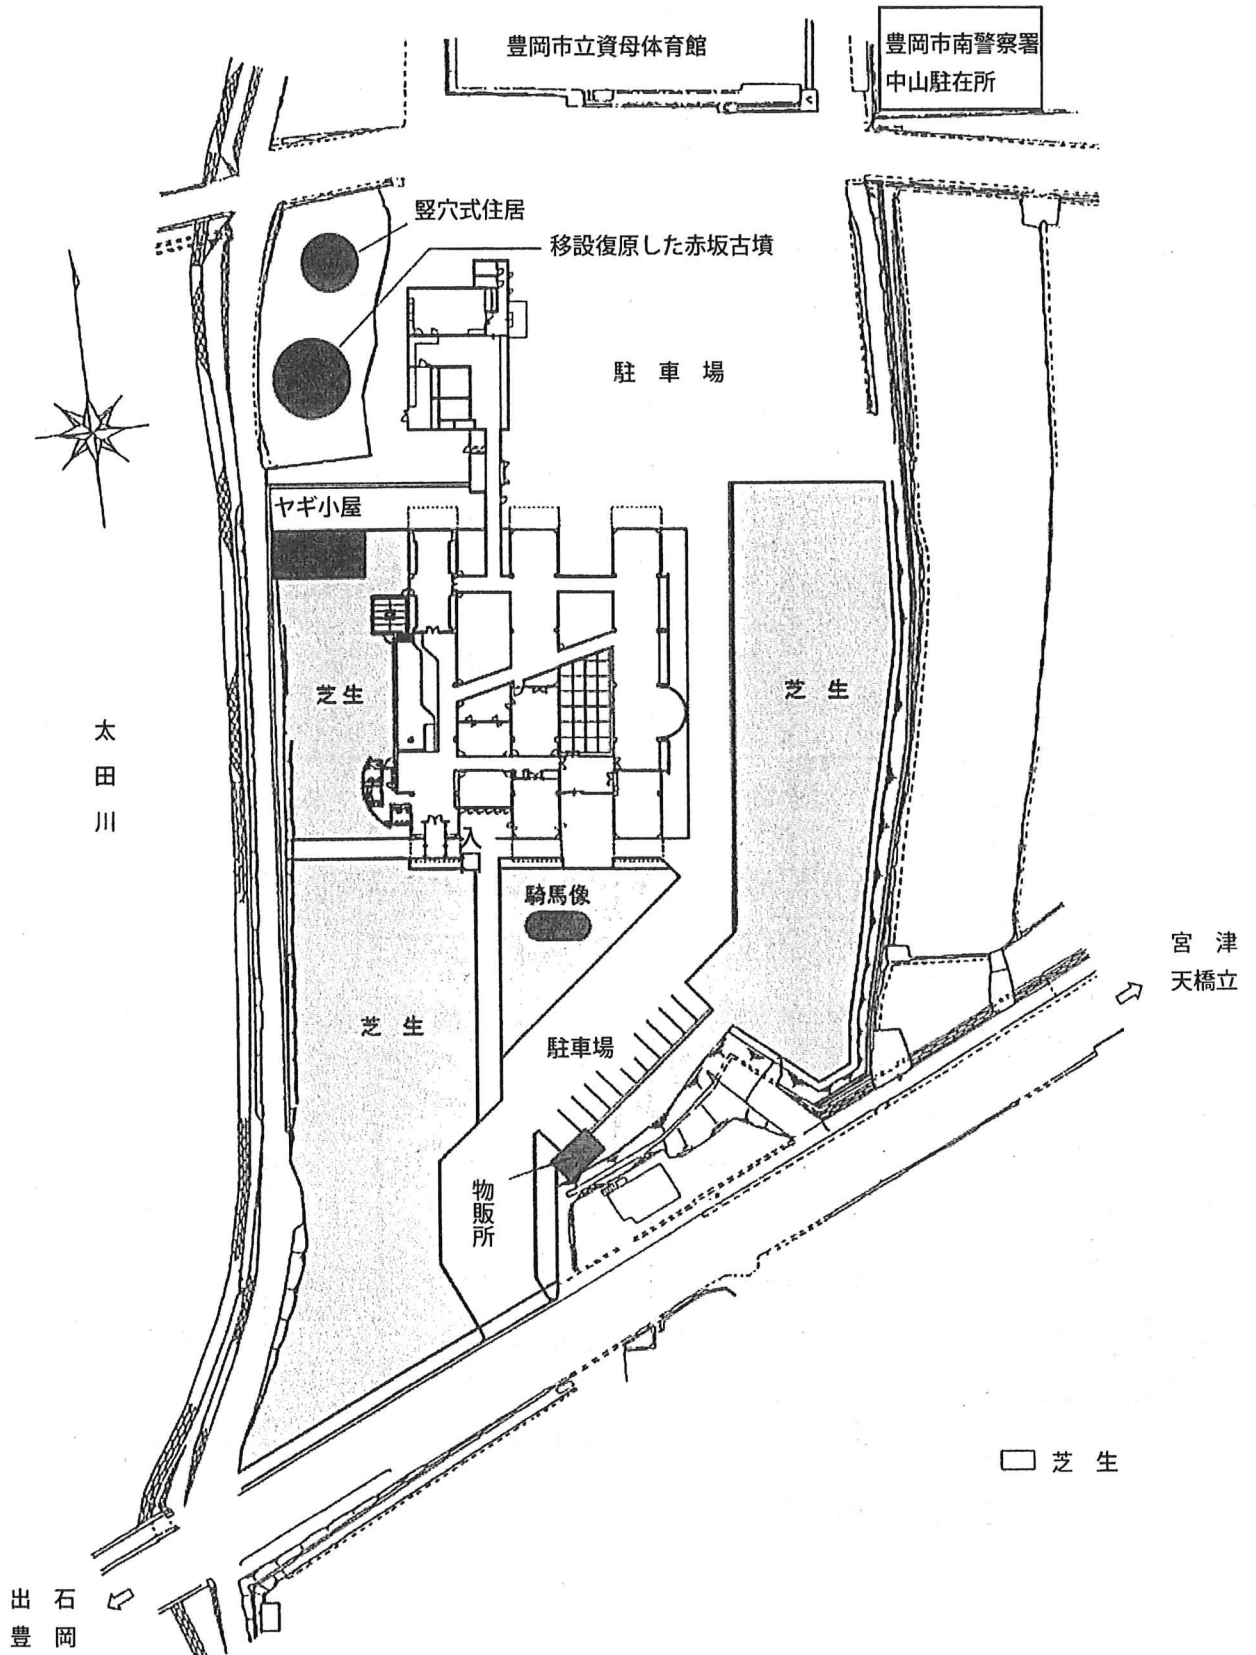 豊岡市立資母体育館
豊岡市南警察署
中山駐在所
竪穴式住居
移設復原した赤坂古墳
駐車場
ヤギ小屋
芝生
芝生
太田川
入口
騎馬像
宮津
天橋立
芝生
駐車場
物販所
芝生
出石
豊岡